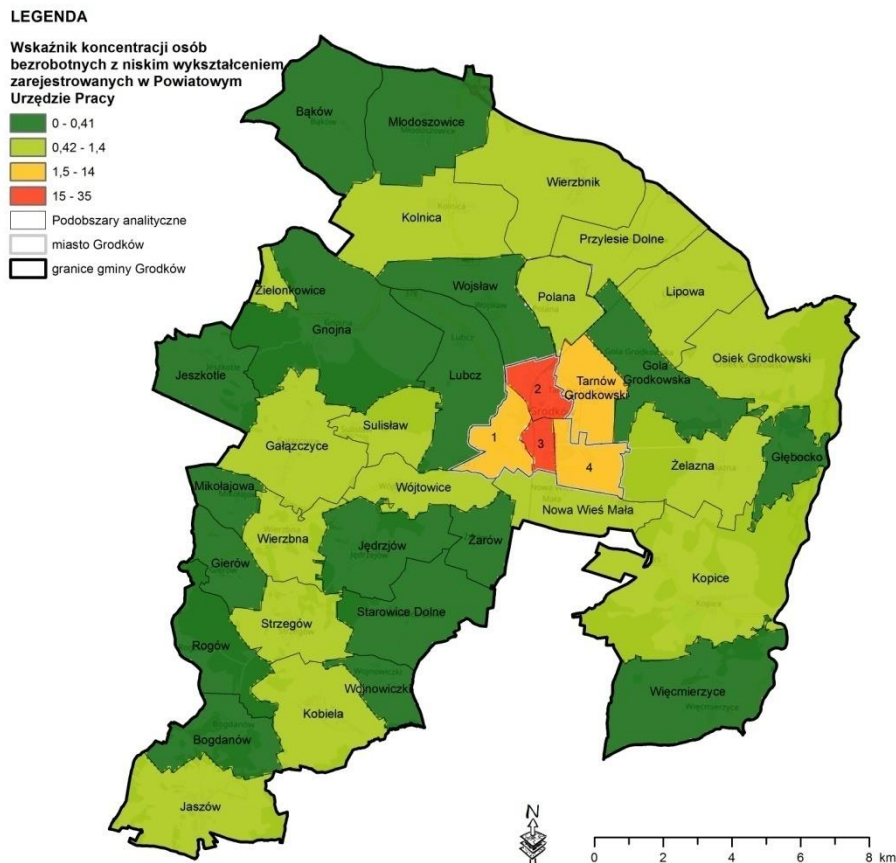 LEGENDA
Wskaźnik koncentracji osób
bezrobotnych z niskim wykształceniem
zarejestrowanych w Powiatowym
Urzędzie Pracy
0 - 0,41
0,42 - 1,4
1,5 - 14
15 - 35
Podobszary analityczne
miasto Grodków
granice gminy Grodków
Bąków
Młodoszowice
Wierzbnik
Kolnica
Przylesie Dolne
Wojsław
Zielonkowice
Polana
Lipowa
Gnojna
Osiek Grodkowski
Gola
Grodkowska
Jeszkotle
Lubcz
Tarnów
Grodkowski
2
Sulisław
1
3
Gałązczyce
Głębocko
4
Żelazna
Mikołajowa
Wójtowice
Nowa Wieś Mała
Wierzbna
Jędrzjów
Żarów
Gierów
Kopice
Starowice Dolne
Strzegów
Rogów
Wojnowiczki
Więcmierzyce
Kobiela
Bogdanów
Jaszów
N
0 2 4 6 8 km